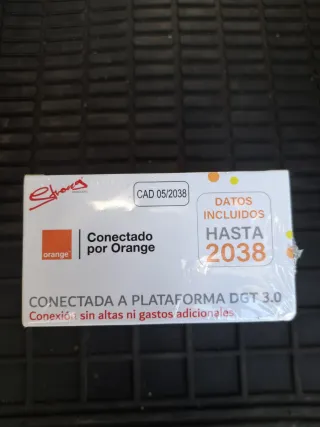 CAD 05/2038
DATOS
INCLUIDOS
HASTA
2038
orange
Conectado
por Orange
CONECTADA A PLATAFORMA DGT 3.0
Conexión sin altas ni gastos adicionales.